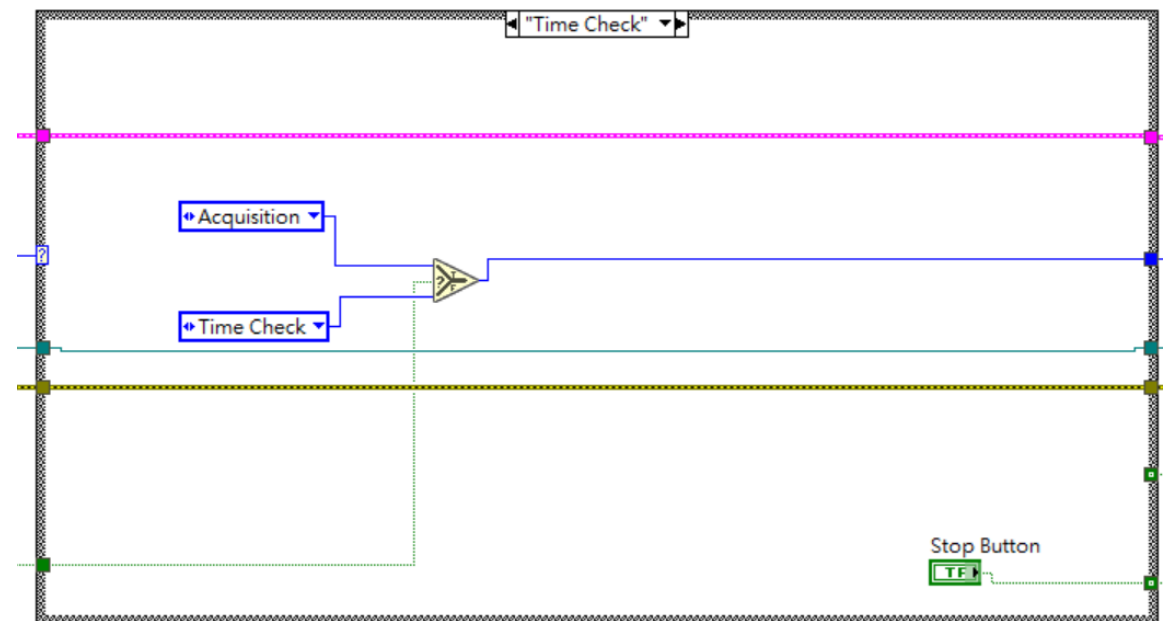 "Time Check"
Acquisition
?
T
?
F
Time Check
Stop Button
TF